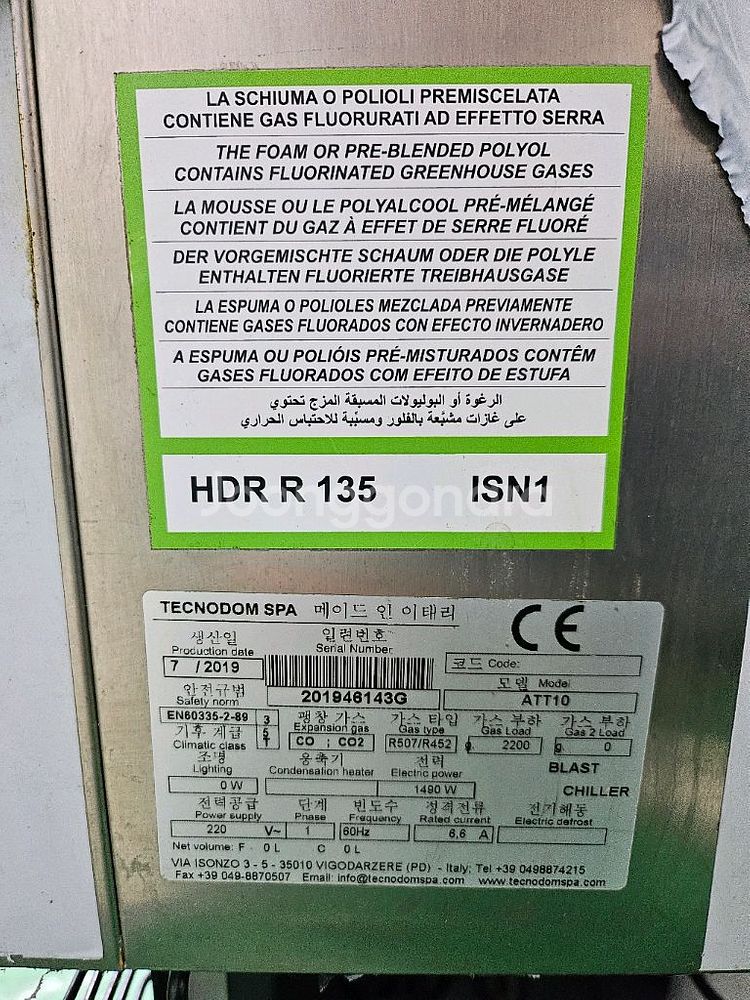 LA SCHIUMA O POLIOLI PREMISCELATA
CONTIENE GAS FLUORURATI AD EFFETTO SERRA
THE FOAM OR PRE-BLENDED POLYOL
CONTAINS FLUORINATED GREENHOUSE GASES
LA MOUSSE OU LE POLYALCOOL PRÉ-MÉLANGÉ
CONTIENT DU GAZ À EFFET DE SERRE FLUORÉ
DER VORGEMISCHTE SCHAUM ODER DIE POLYLE
ENTHALTEN FLUORIERTE TREIBHAUSGASE
LA ESPUMA O POLIOLES MEZCLADA PREVIAMENTE
CONTIENE GASES FLUORADOS CON EFECTO INVERNADERO
A ESPUMA OU POLIÓIS PRÉ-MISTURADOS CONTÊM
GASES FLUORADOS COM EFEITO DE ESTUFA
الرغوة أو البوليولات المسبقة المزج تحتوي
على غازات مشبّعة بالفلور ومسبّبة للاحتباس الحراري
HDR R 135 ISN1
Joonggonara
TECNODOM SPA 메이드 인 이태리 CE
생산일 일련번호
Production date Serial Number
7 / 2019 코드 Code:
안전규범 모델 Model
Safety norm 201946143G ATT10
EN60335-2-89 3 팽창 가스 가스 타입 가스 부하 가스 부하
기후 계급 5 Expansion gas Gas type Gas Load Gas 2 Load
Climatic class T CO ; CO2 R507/R452 g. 2200 g. 0
조명 응축기 전력 BLAST
Lighting Condensation heater Electric power
0 W 1490 W CHILLER
전력공급 단계 빈도수 정격전류 전기해동
Power supply Phase Frequency Rated current Electric defrost
220 V~ 1 60Hz 6,6 A
Net volume: F 0 L C 0 L
VIA ISONZO 3 - 5 - 35010 VIGODARZERE (PD) - Italy; Tel +39 0498874215
Fax +39 049-8870507 Email: info@tecnodomspa.com www.tecnodomspa.com